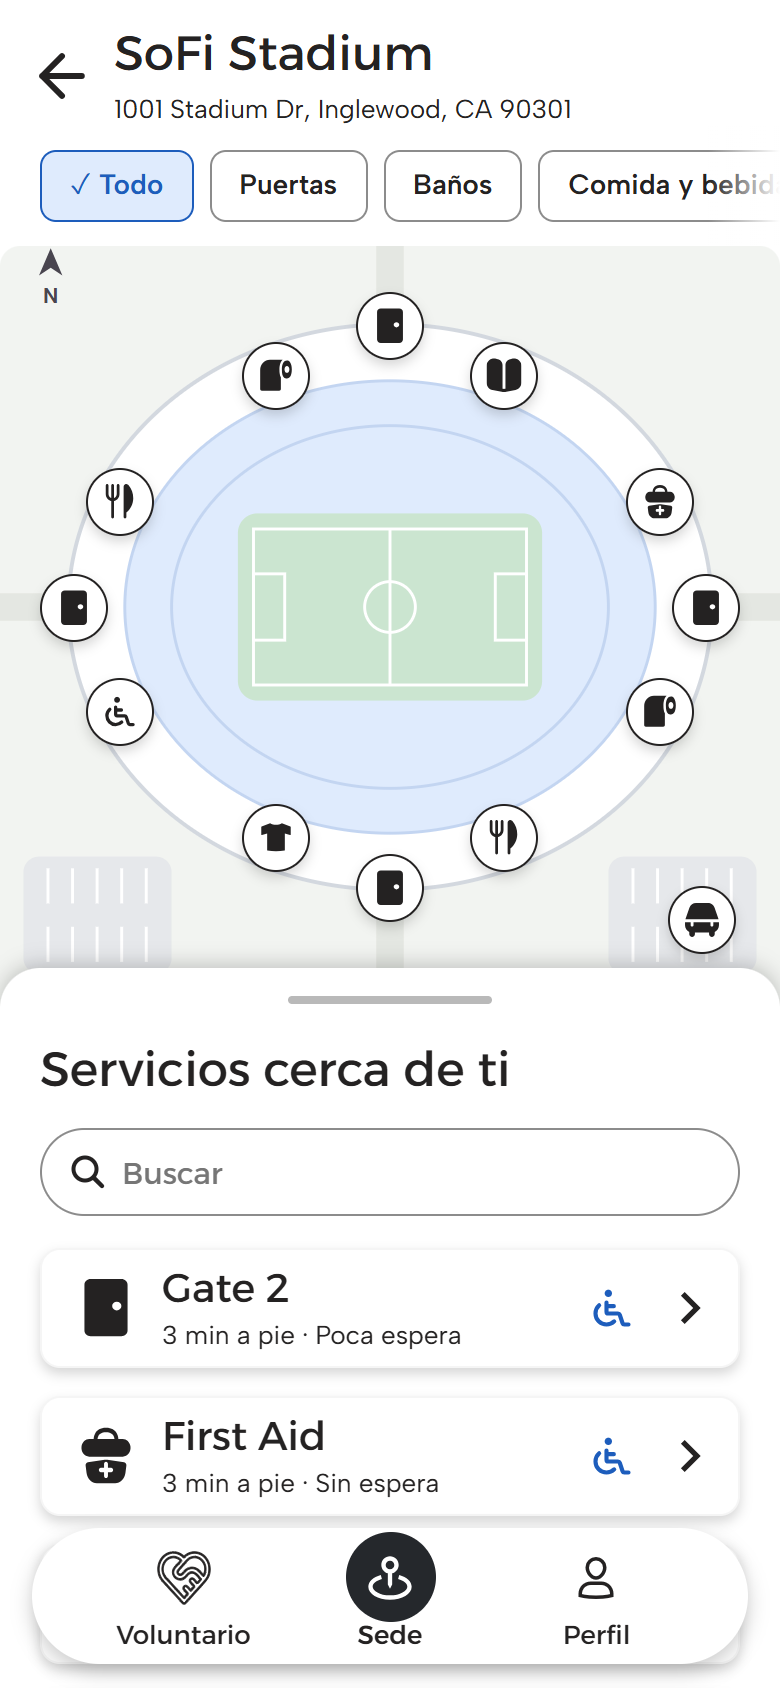 SoFi Stadium
1001 Stadium Dr, Inglewood, CA 90301
✓ Todo
Puertas
Baños
Comida y bebid
N
Servicios cerca de ti
Buscar
Gate 2
3 min a pie · Poca espera
First Aid
3 min a pie · Sin espera
Voluntario
Sede
Perfil